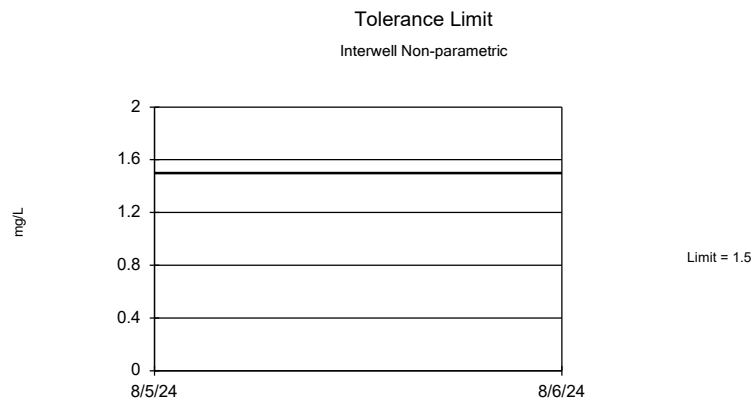 Tolerance Limit
Interwell Non-parametric
2
1.6
1.2
0.8
0.4
0
mg/L
Limit = 1.5
8/5/24
8/6/24